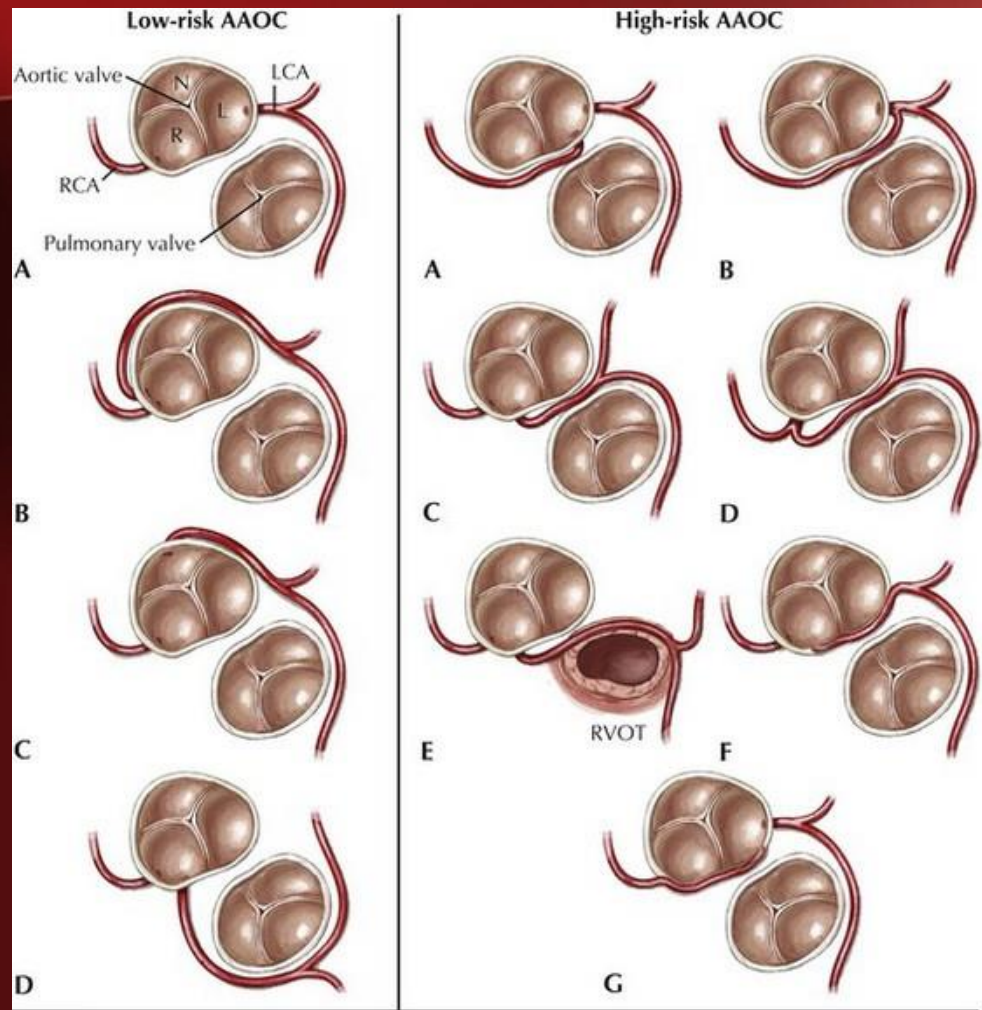 Low-risk AAOC
Aortic valve
N
L
R
LCA
RCA
Pulmonary valve
A
B
C
D
High-risk AAOC
A
B
C
D
E
RVOT
F
G